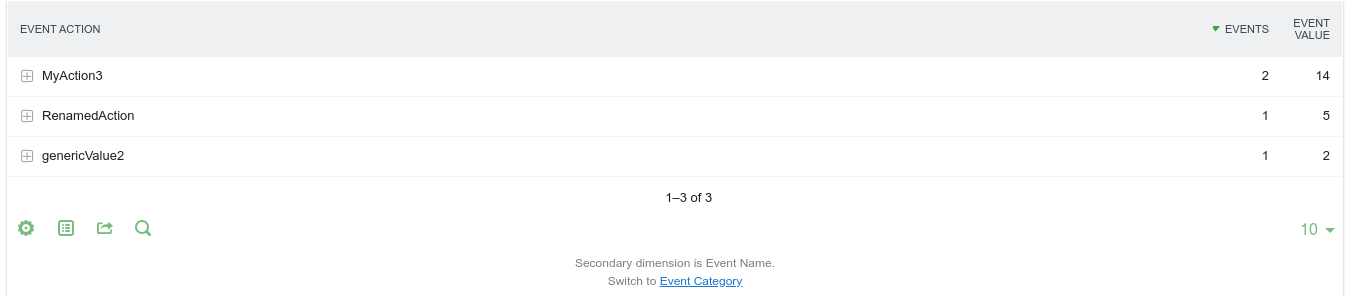 EVENT ACTION EVENTS EVENT VALUE
MyAction3 2 14
RenamedAction 1 5
genericValue2 1 2
1–3 of 3
10
Secondary dimension is Event Name.
Switch to Event Category